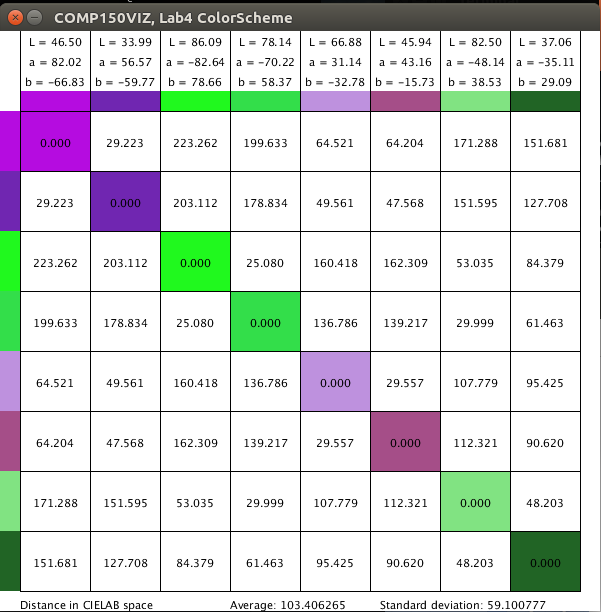 COMP150VIZ, Lab4 ColorScheme
L = 46.50 L = 33.99 L = 86.09 L = 78.14 L = 66.88 L = 45.94 L = 82.50 L = 37.06
a = 82.02 a = 56.57 a = −82.64 a = −70.22 a = 31.14 a = 43.16 a = −48.14 a = −35.11
b = −66.83 b = −59.77 b = 78.66 b = 58.37 b = −32.78 b = −15.73 b = 38.53 b = 29.09
0.000 29.223 223.262 199.633 64.521 64.204 171.288 151.681
29.223 0.000 203.112 178.834 49.561 47.568 151.595 127.708
223.262 203.112 0.000 25.080 160.418 162.309 53.035 84.379
199.633 178.834 25.080 0.000 136.786 139.217 29.999 61.463
64.521 49.561 160.418 136.786 0.000 29.557 107.779 95.425
64.204 47.568 162.309 139.217 29.557 0.000 112.321 90.620
171.288 151.595 53.035 29.999 107.779 112.321 0.000 48.203
151.681 127.708 84.379 61.463 95.425 90.620 48.203 0.000
Distance in CIELAB space Average: 103.406265 Standard deviation: 59.100777